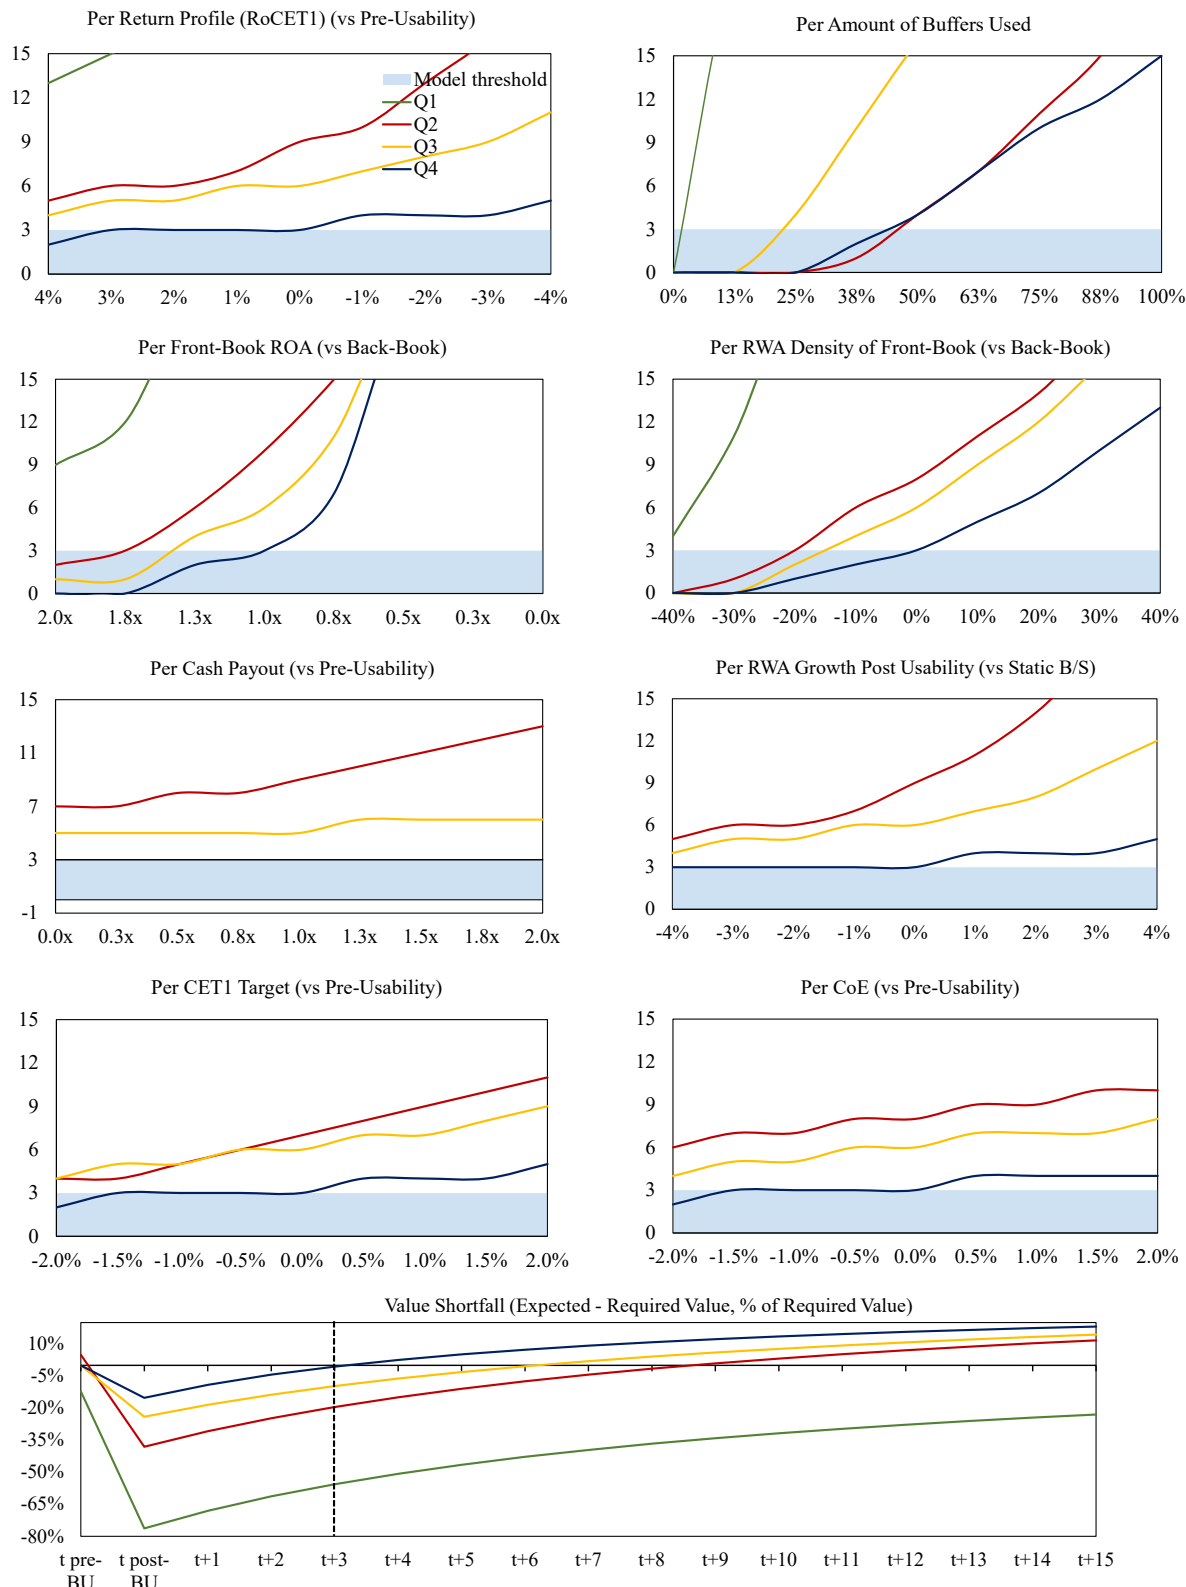 Per Return Profile (RoCET1) (vs Pre-Usability)
15
12
9
6
3
0
Model threshold
Q1
Q2
Q3
Q4
4% 3% 2% 1% 0% -1% -2% -3% -4%
Per Amount of Buffers Used
15
12
9
6
3
0
0% 13% 25% 38% 50% 63% 75% 88% 100%
Per Front-Book ROA (vs Back-Book)
15
12
9
6
3
0
2.0x 1.8x 1.3x 1.0x 0.8x 0.5x 0.3x 0.0x
Per RWA Density of Front-Book (vs Back-Book)
15
12
9
6
3
0
-40% -30% -20% -10% 0% 10% 20% 30% 40%
Per Cash Payout (vs Pre-Usability)
15
11
7
3
-1
0.0x 0.3x 0.5x 0.8x 1.0x 1.3x 1.5x 1.8x 2.0x
Per RWA Growth Post Usability (vs Static B/S)
15
12
9
6
3
0
-4% -3% -2% -1% 0% 1% 2% 3% 4%
Per CET1 Target (vs Pre-Usability)
15
12
9
6
3
0
-2.0% -1.5% -1.0% -0.5% 0.0% 0.5% 1.0% 1.5% 2.0%
Per CoE (vs Pre-Usability)
15
12
9
6
3
0
-2.0% -1.5% -1.0% -0.5% 0.0% 0.5% 1.0% 1.5% 2.0%
Value Shortfall (Expected - Required Value, % of Required Value)
10%
-5%
-20%
-35%
-50%
-65%
-80%
t pre- t post- t+1 t+2 t+3 t+4 t+5 t+6 t+7 t+8 t+9 t+10 t+11 t+12 t+13 t+14 t+15
BU BU